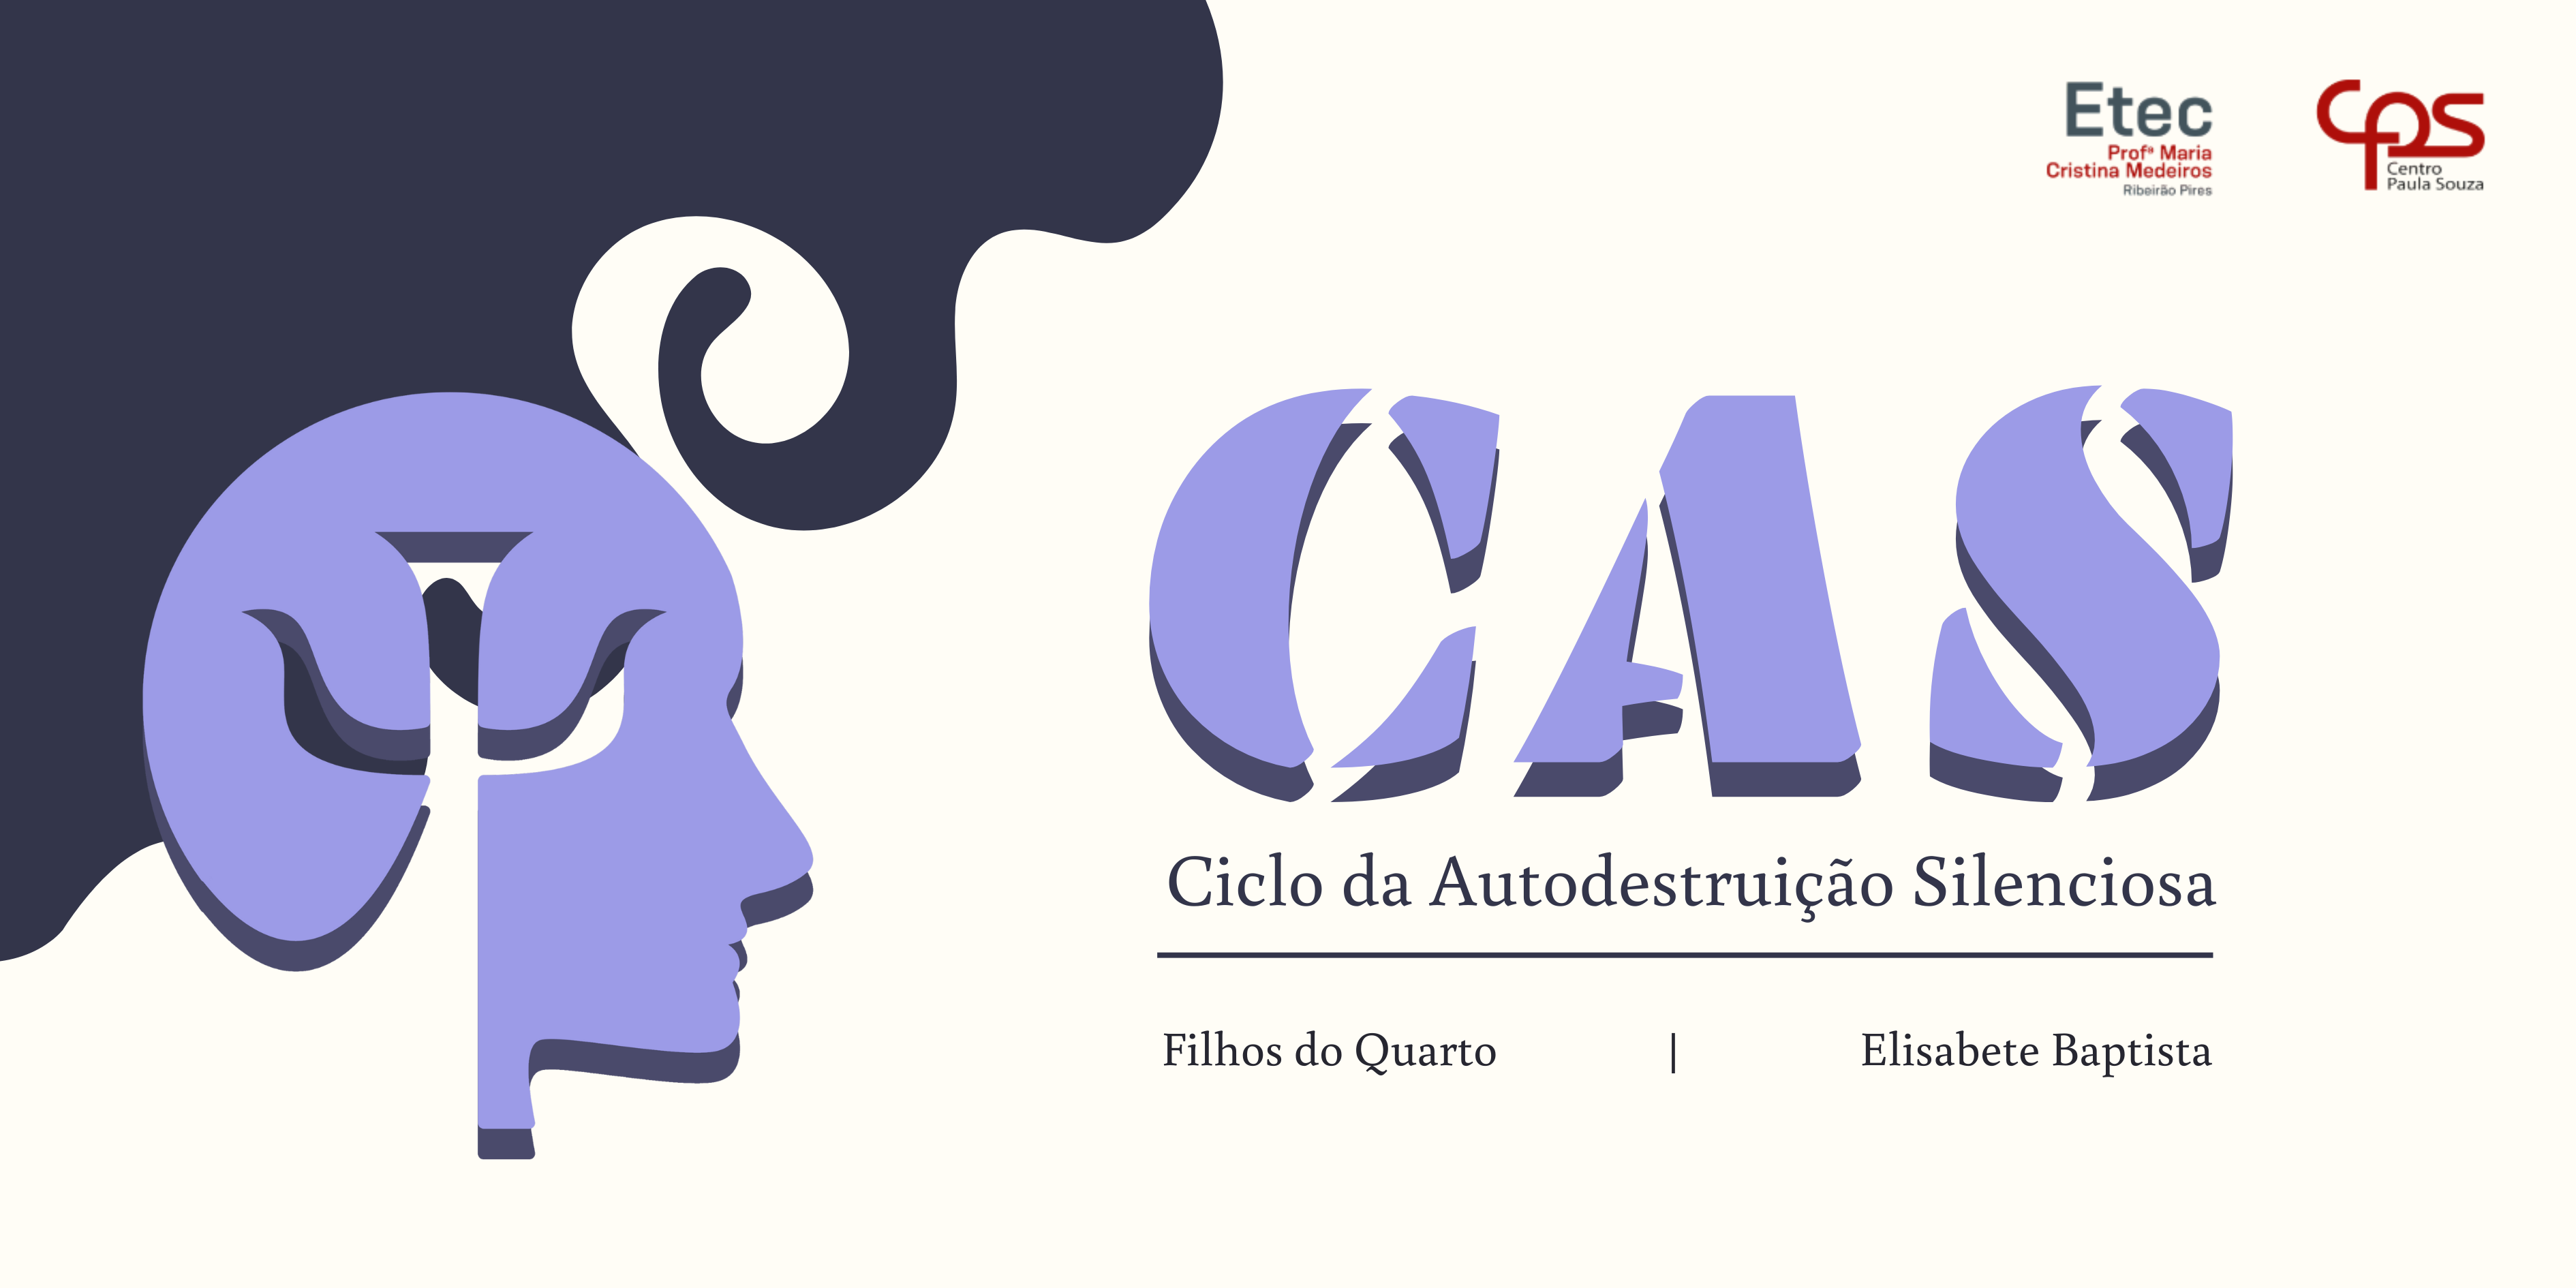 Etec
Profª Maria
Cristina Medeiros
Ribeirão Pires
cps
Centro
Paula Souza
CAS
Ciclo da Autodestruição Silenciosa
Filhos do Quarto | Elisabete Baptista